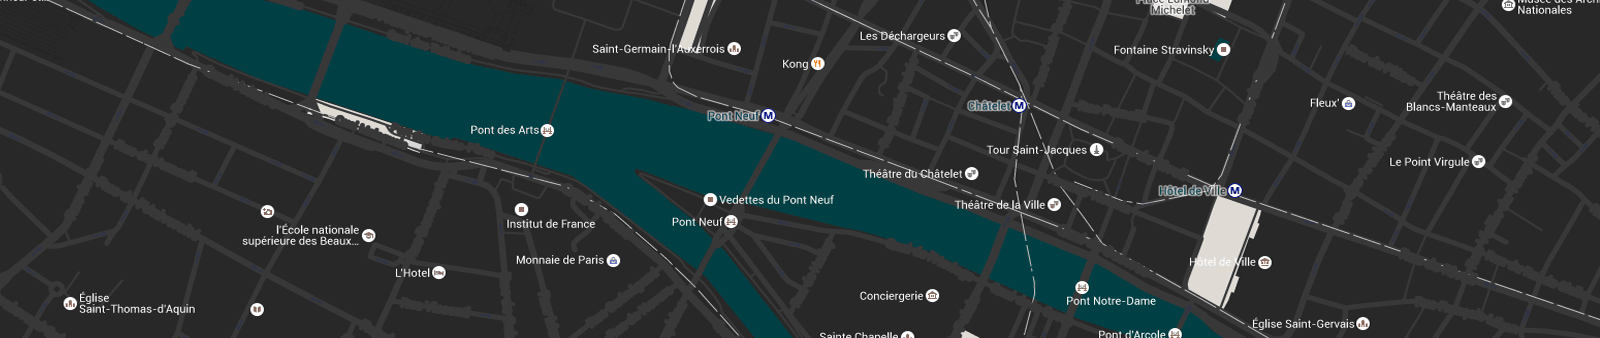 Michelet
Nationales
Les Déchargeurs
Saint-Germain-l'Auxerrois
Fontaine Stravinsky
Kong
Théâtre des
Blancs-Manteaux
Fleux'
Châtelet
Pont Neuf
Pont des Arts
Tour Saint-Jacques
Le Point Virgule
Théâtre du Châtelet
Hôtel de Ville
Vedettes du Pont Neuf
Théâtre de la Ville
Institut de France
Pont Neuf
l'École nationale
supérieure des Beaux...
Monnaie de Paris
Hôtel de Ville
L'Hotel
Conciergerie
Pont Notre-Dame
Église
Saint-Thomas-d'Aquin
Église Saint-Gervais
Pont d'Arcole
Sainte Chapelle